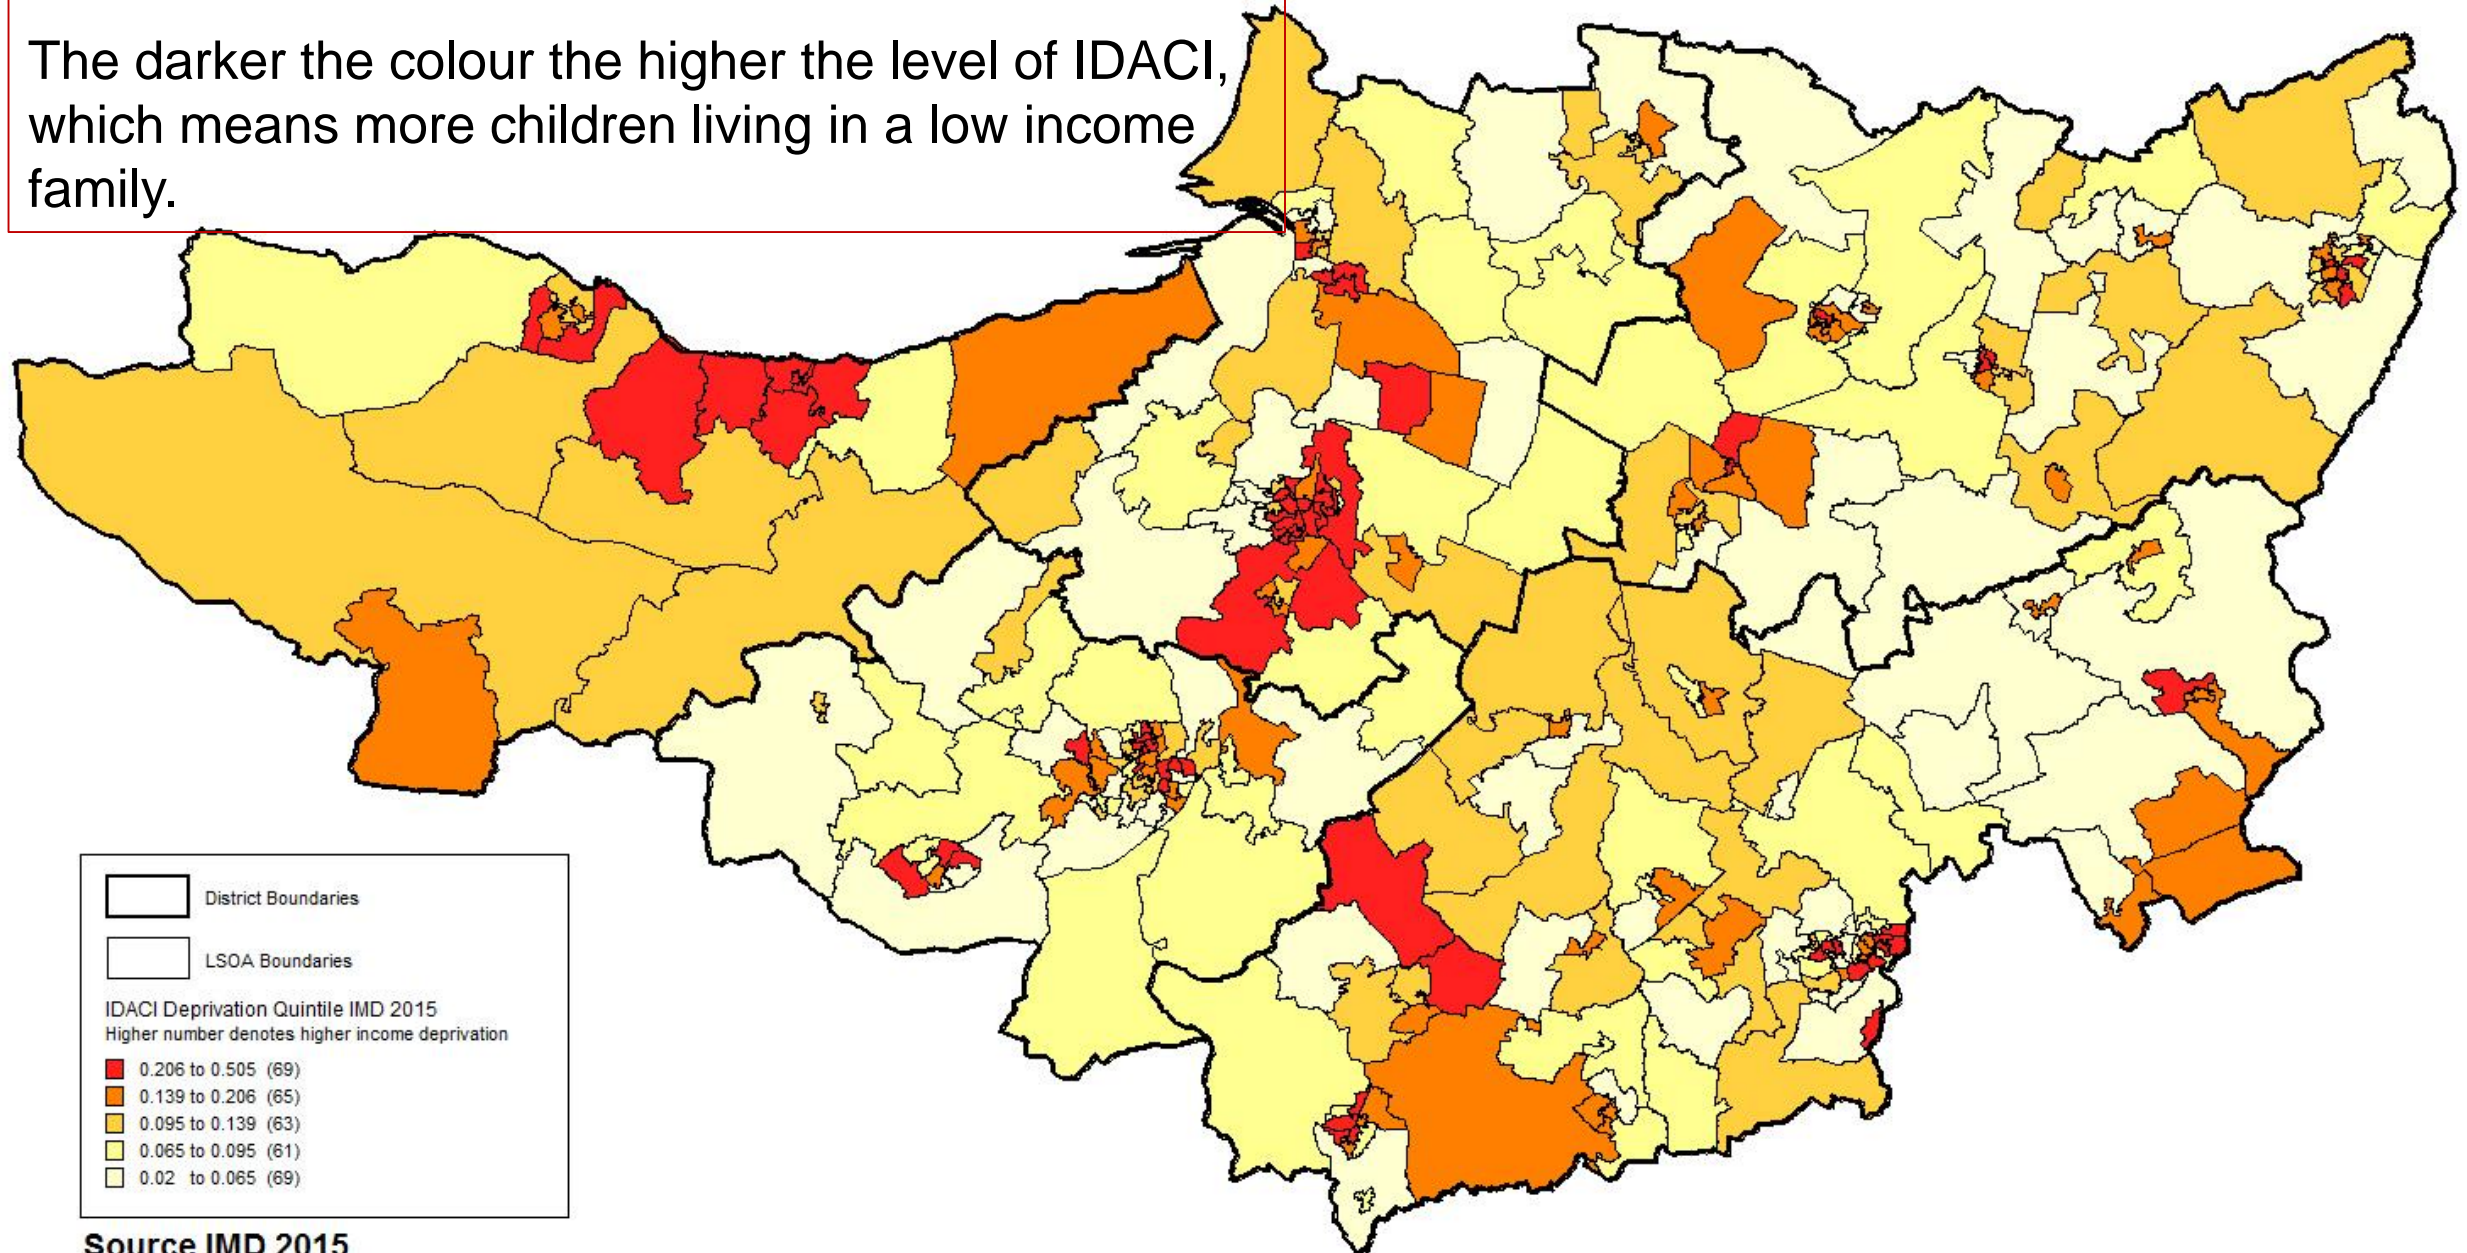 The darker the colour the higher the level of IDACI,
which means more children living in a low income
family.
District Boundaries
LSOA Boundaries
IDACI Deprivation Quintile IMD 2015
Higher number denotes higher income deprivation
0.206 to 0.505 (69)
0.139 to 0.206 (65)
0.095 to 0.139 (63)
0.065 to 0.095 (61)
0.02 to 0.065 (69)
Source IMD 2015